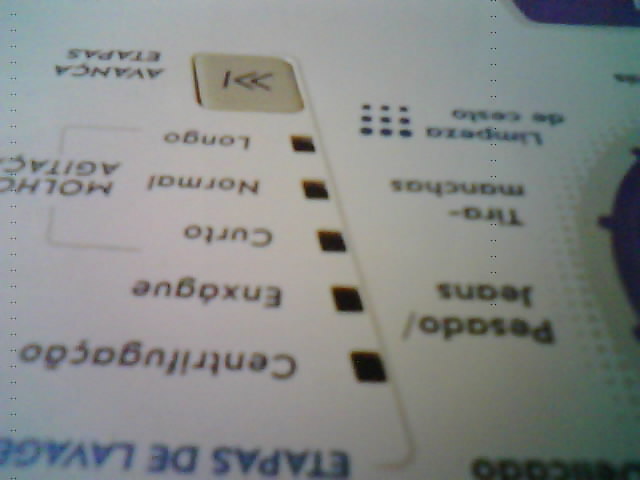 Delicado
Pesado/
Jeans
Tira-
manchas
Limpeza
de cesto
ETAPAS DE LAVAGE
Centrifugação
Enxágue
Curto
Normal
Longo
MOLHO
AGITAÇ
AVANÇA
ETAPAS